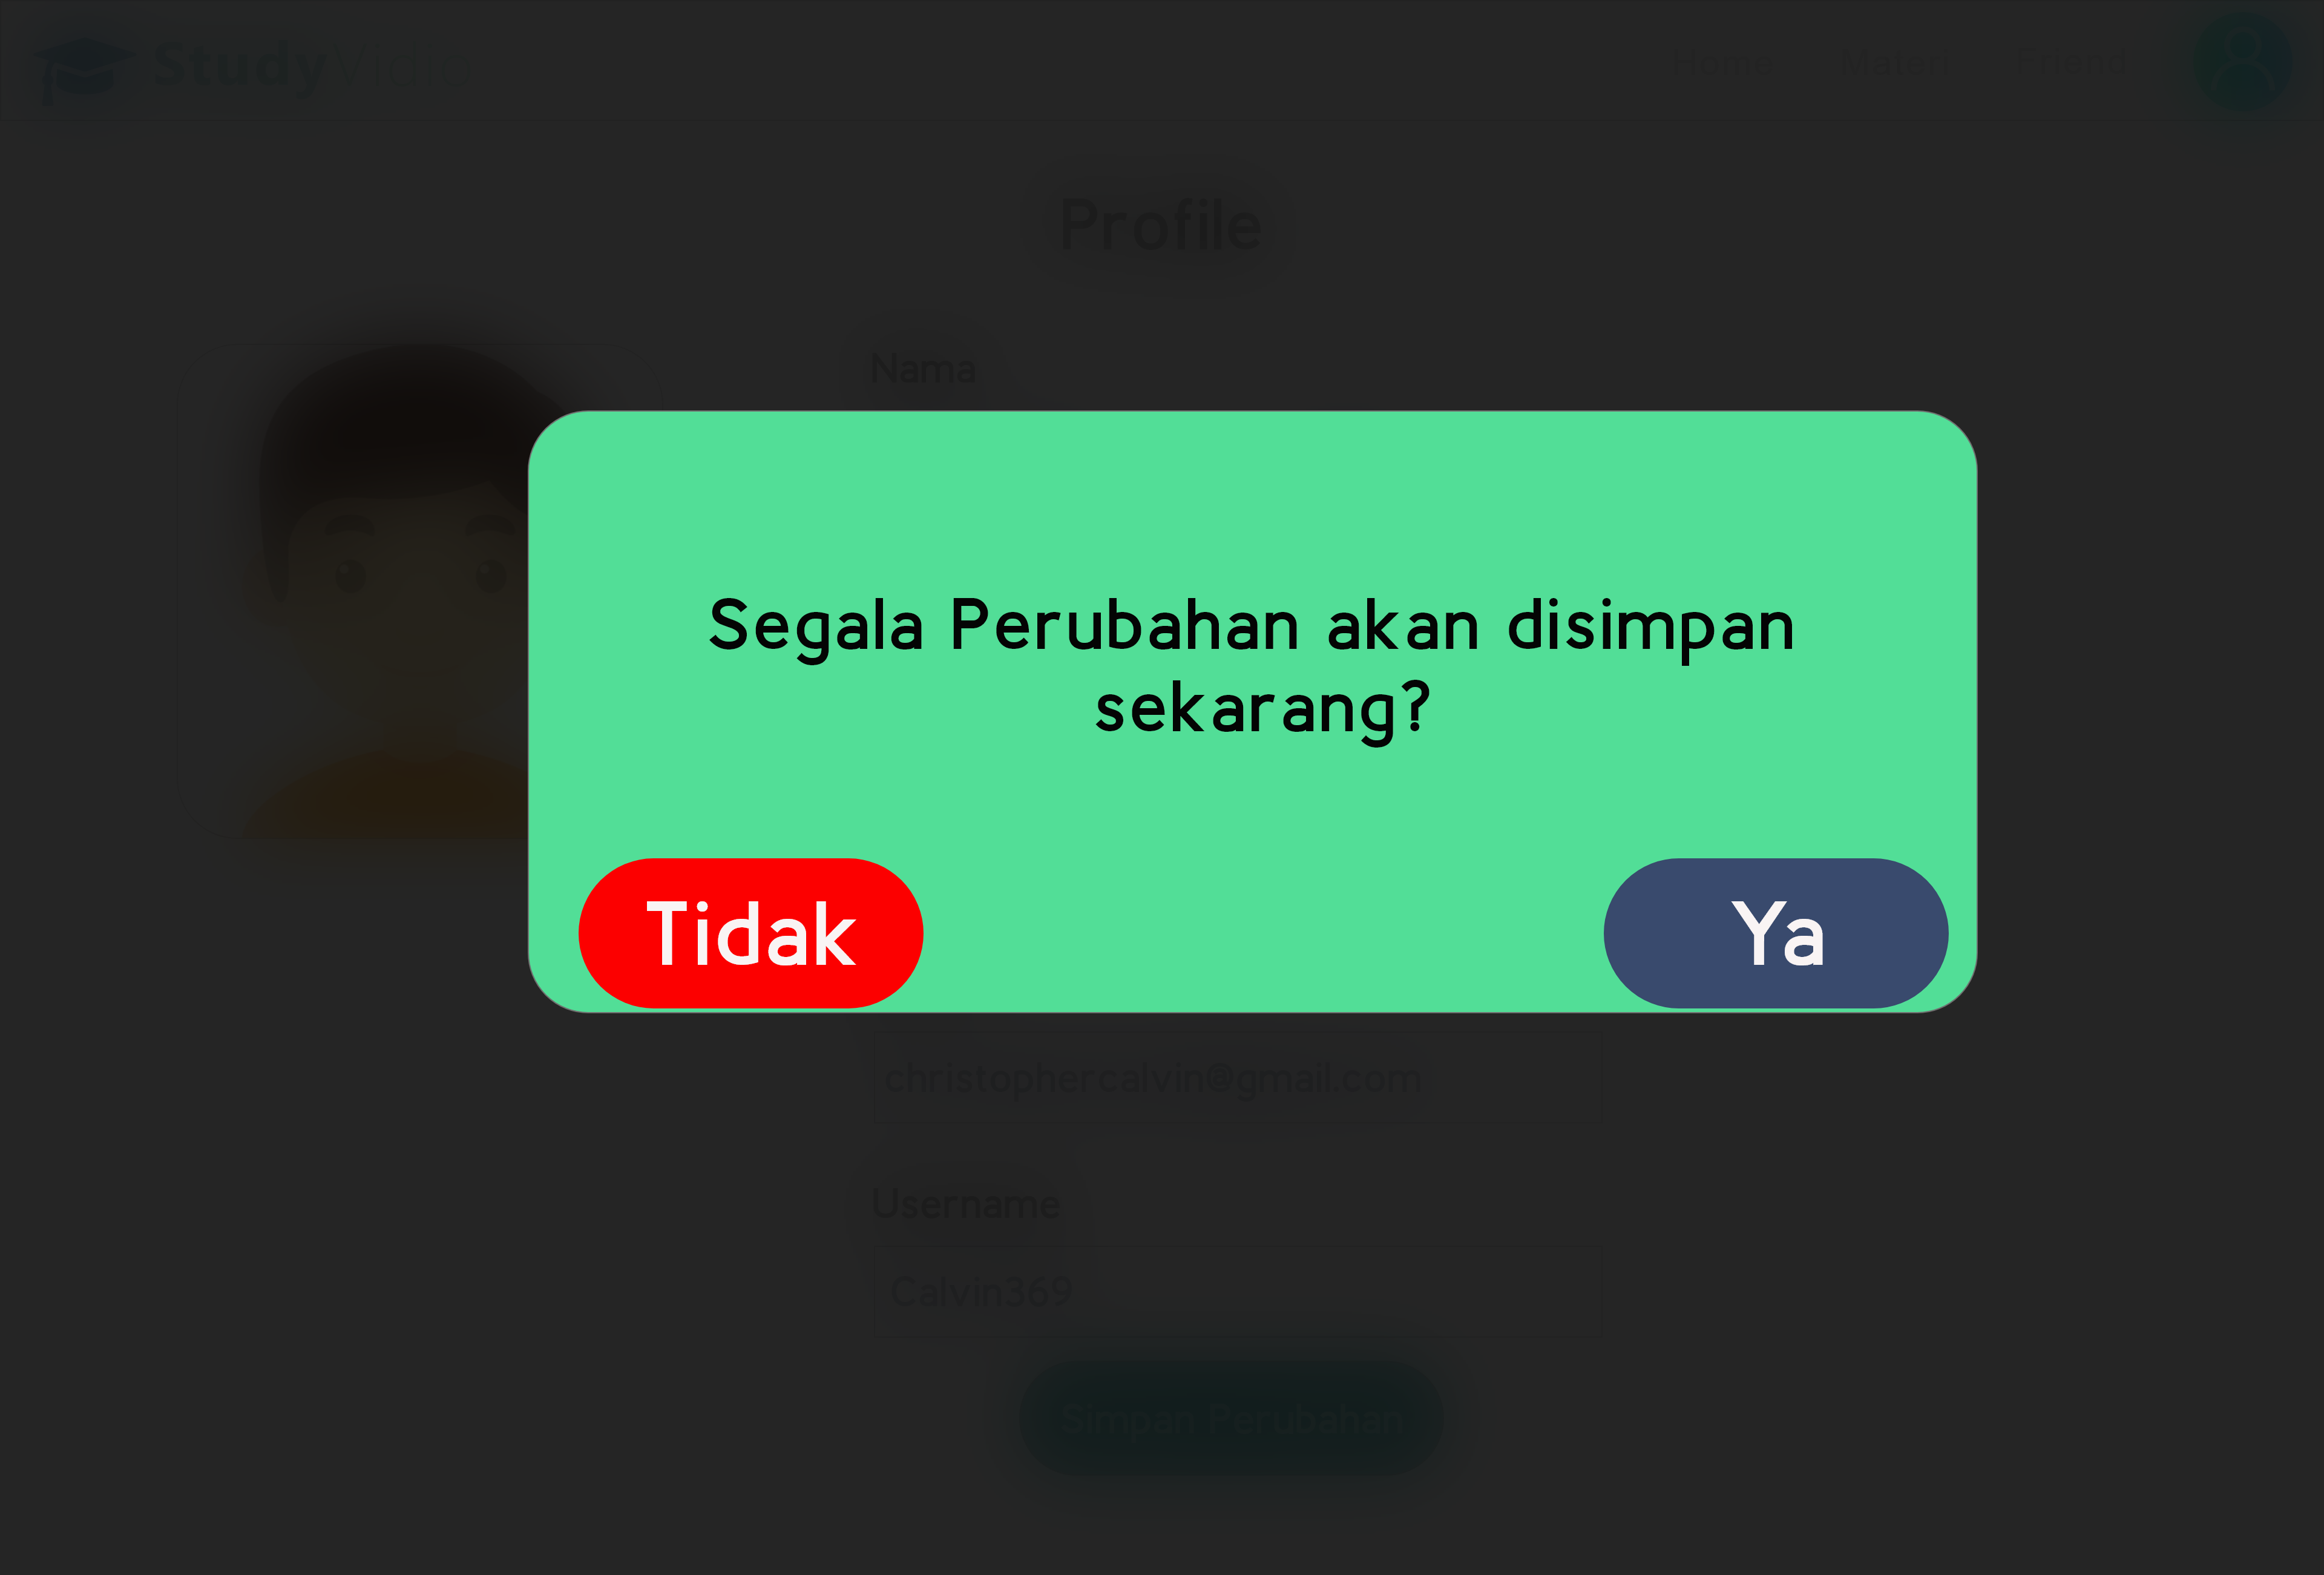 StudyVidio
Home Materi Friend
Profile
Nama
Segala Perubahan akan disimpan
sekarang?
Tidak Ya
christophercalvin@gmail.com
Username
Calvin369
Simpan Perubahan